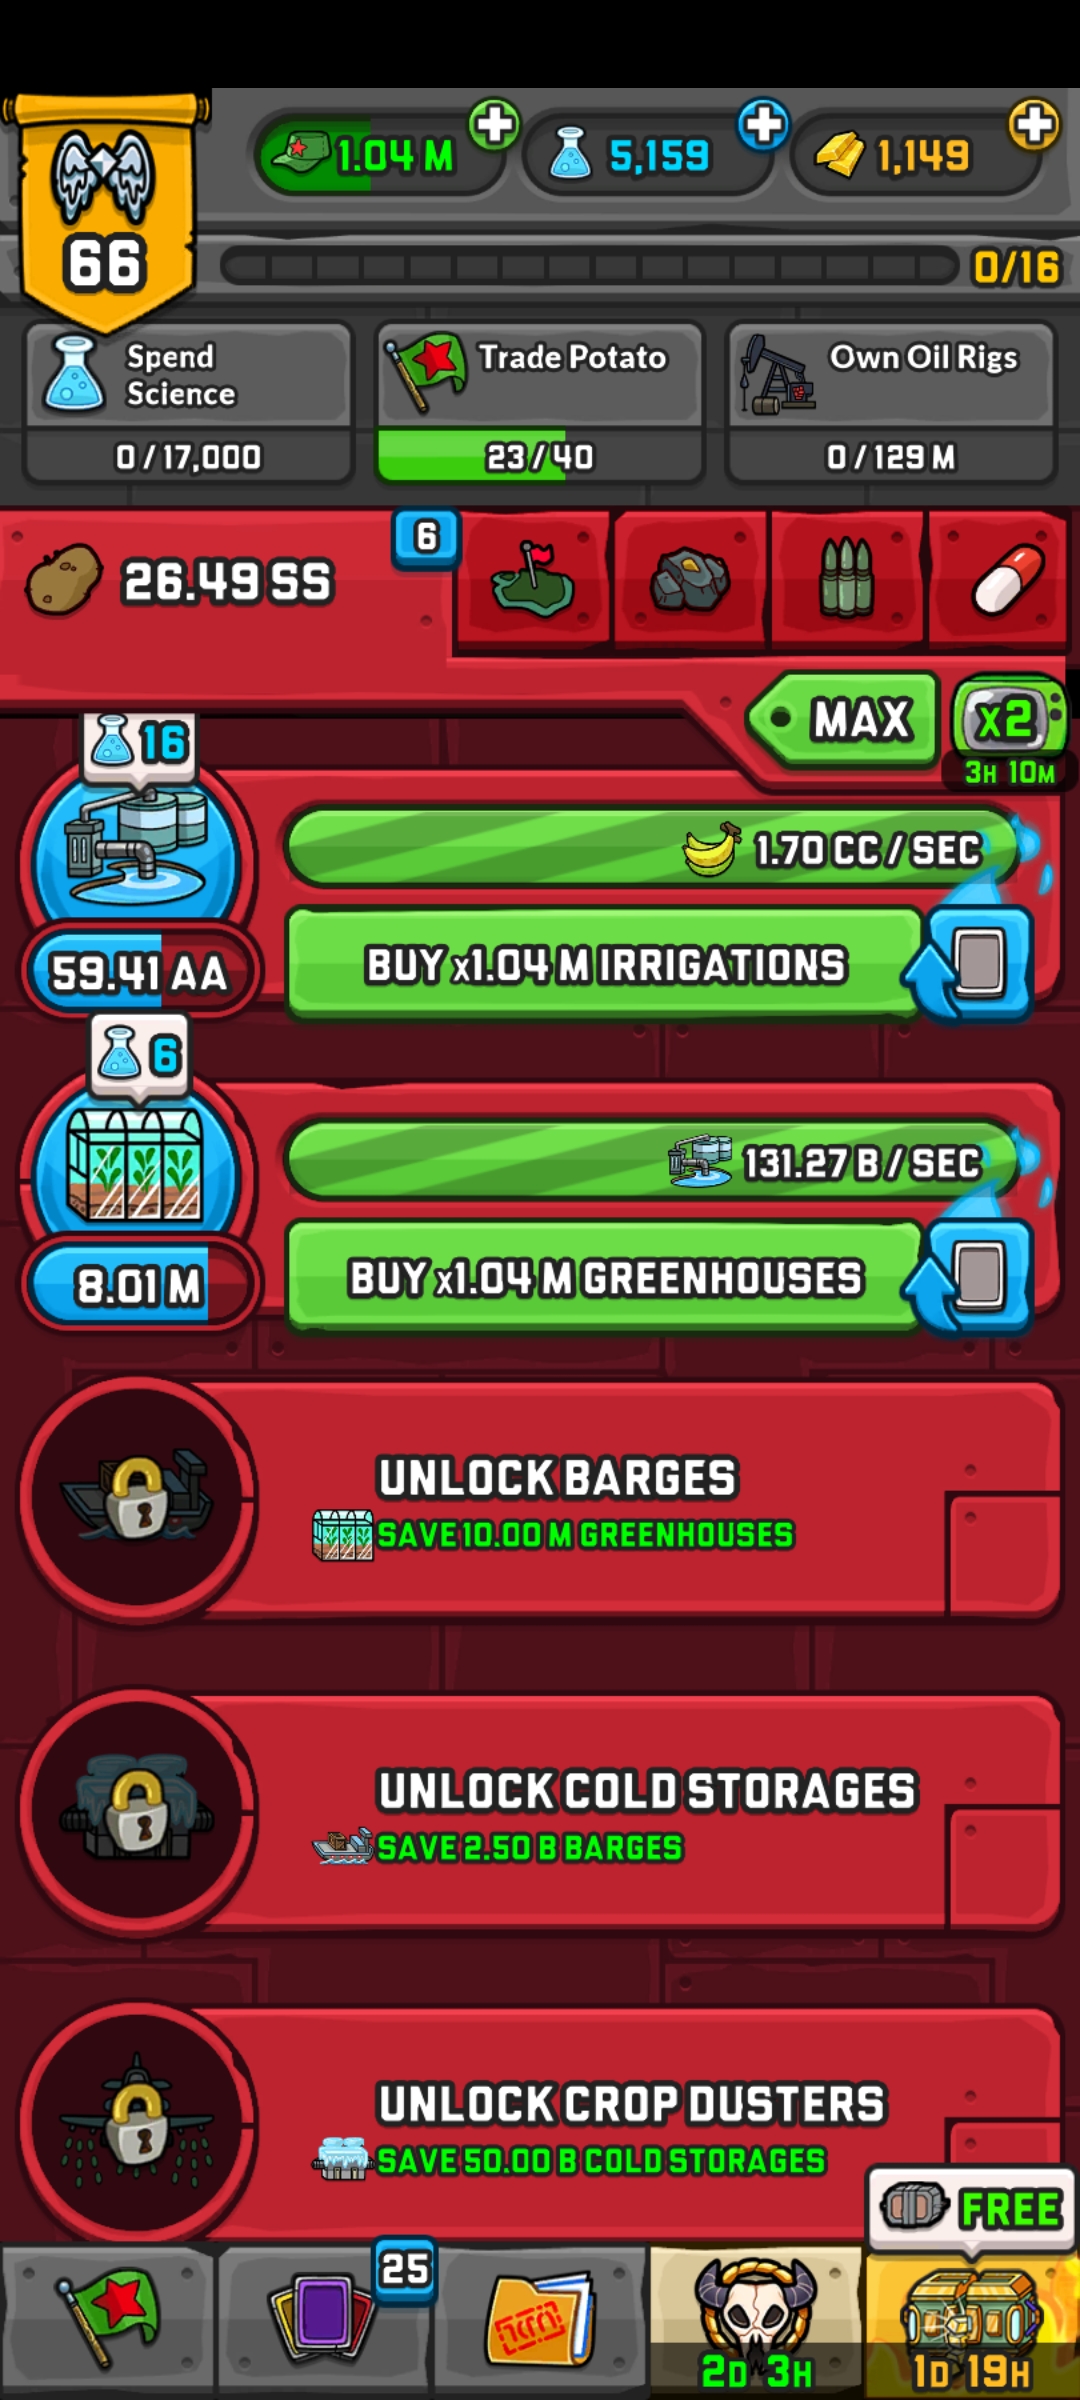 1.04 M
5,159
1,149
66
0/16
Spend
Science
0 / 17,000
Trade Potato
23 / 40
Own Oil Rigs
0 / 129 M
26.49 SS
6
MAX
X2
3H 10M
16
1.70 CC / SEC
59.41 AA
BUY x1.04 M IRRIGATIONS
6
131.27 B / SEC
8.01 M
BUY x1.04 M GREENHOUSES
UNLOCK BARGES
SAVE 10.00 M GREENHOUSES
UNLOCK COLD STORAGES
SAVE 2.50 B BARGES
UNLOCK CROP DUSTERS
SAVE 50.00 B COLD STORAGES
FREE
25
2D 3H
1D 19H